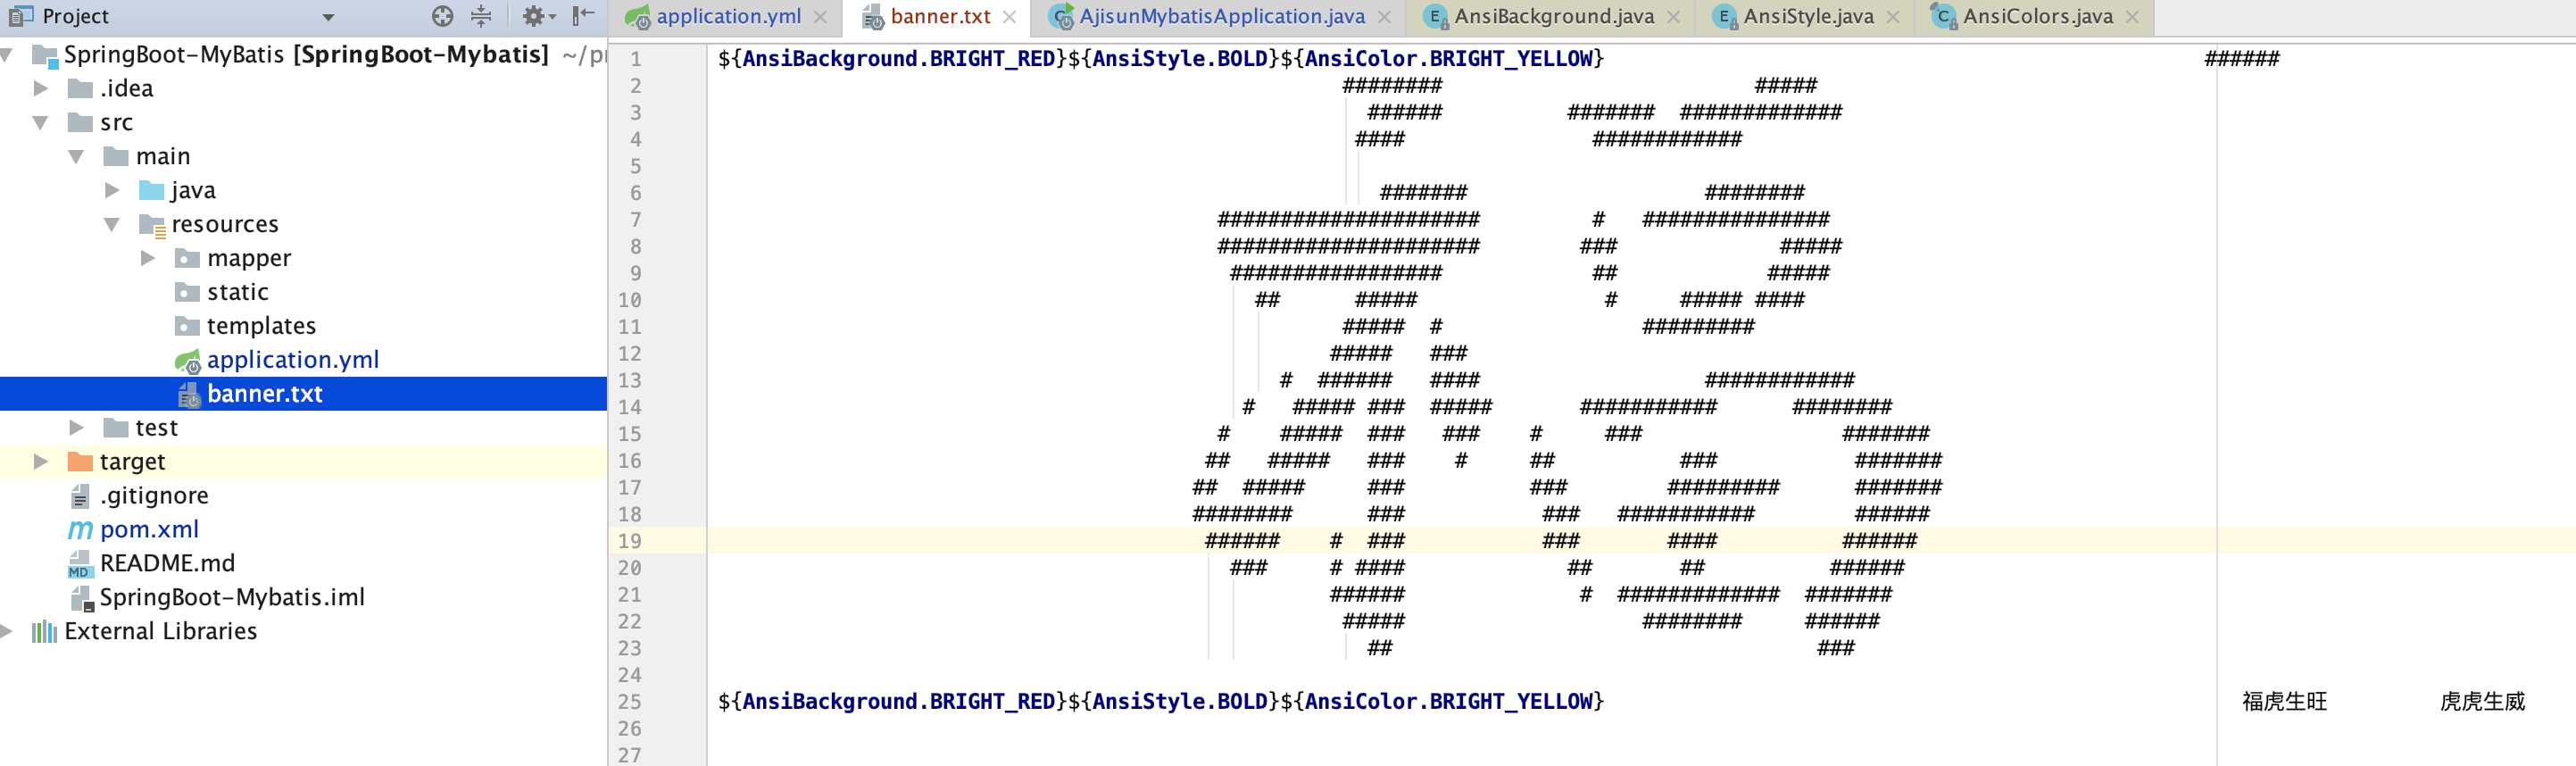 Project
application.yml
banner.txt
AjisunMybatisApplication.java
AnsiBackground.java
AnsiStyle.java
AnsiColors.java
SpringBoot-MyBatis [SpringBoot-Mybatis] ~/pr
.idea
src
main
java
resources
mapper
static
templates
application.yml
banner.txt
test
target
.gitignore
pom.xml
README.md
SpringBoot-Mybatis.iml
External Libraries
1 ${AnsiBackground.BRIGHT_RED}${AnsiStyle.BOLD}${AnsiColor.BRIGHT_YELLOW} ######
2 ######## #####
3 ###### ####### #############
4 #### ############
5
6 ####### ########
7 ##################### # ###############
8 ##################### ### #####
9 ################# ## #####
10 ## ##### # ##### ####
11 ##### # #########
12 ##### ###
13 # ###### #### ############
14 # ##### ### ##### ########### ########
15 # ##### ### ### # ### #######
16 ## ##### ### # ## ### #######
17 ## ##### ### ### ######### #######
18 ######## ### ### ########### ######
19 ###### # ### ### #### ######
20 ### # #### ## ## ######
21 ###### # ############# #######
22 ##### ######## ######
23 ## ###
24
25 ${AnsiBackground.BRIGHT_RED}${AnsiStyle.BOLD}${AnsiColor.BRIGHT_YELLOW} 福虎生旺 虎虎生威
26
27